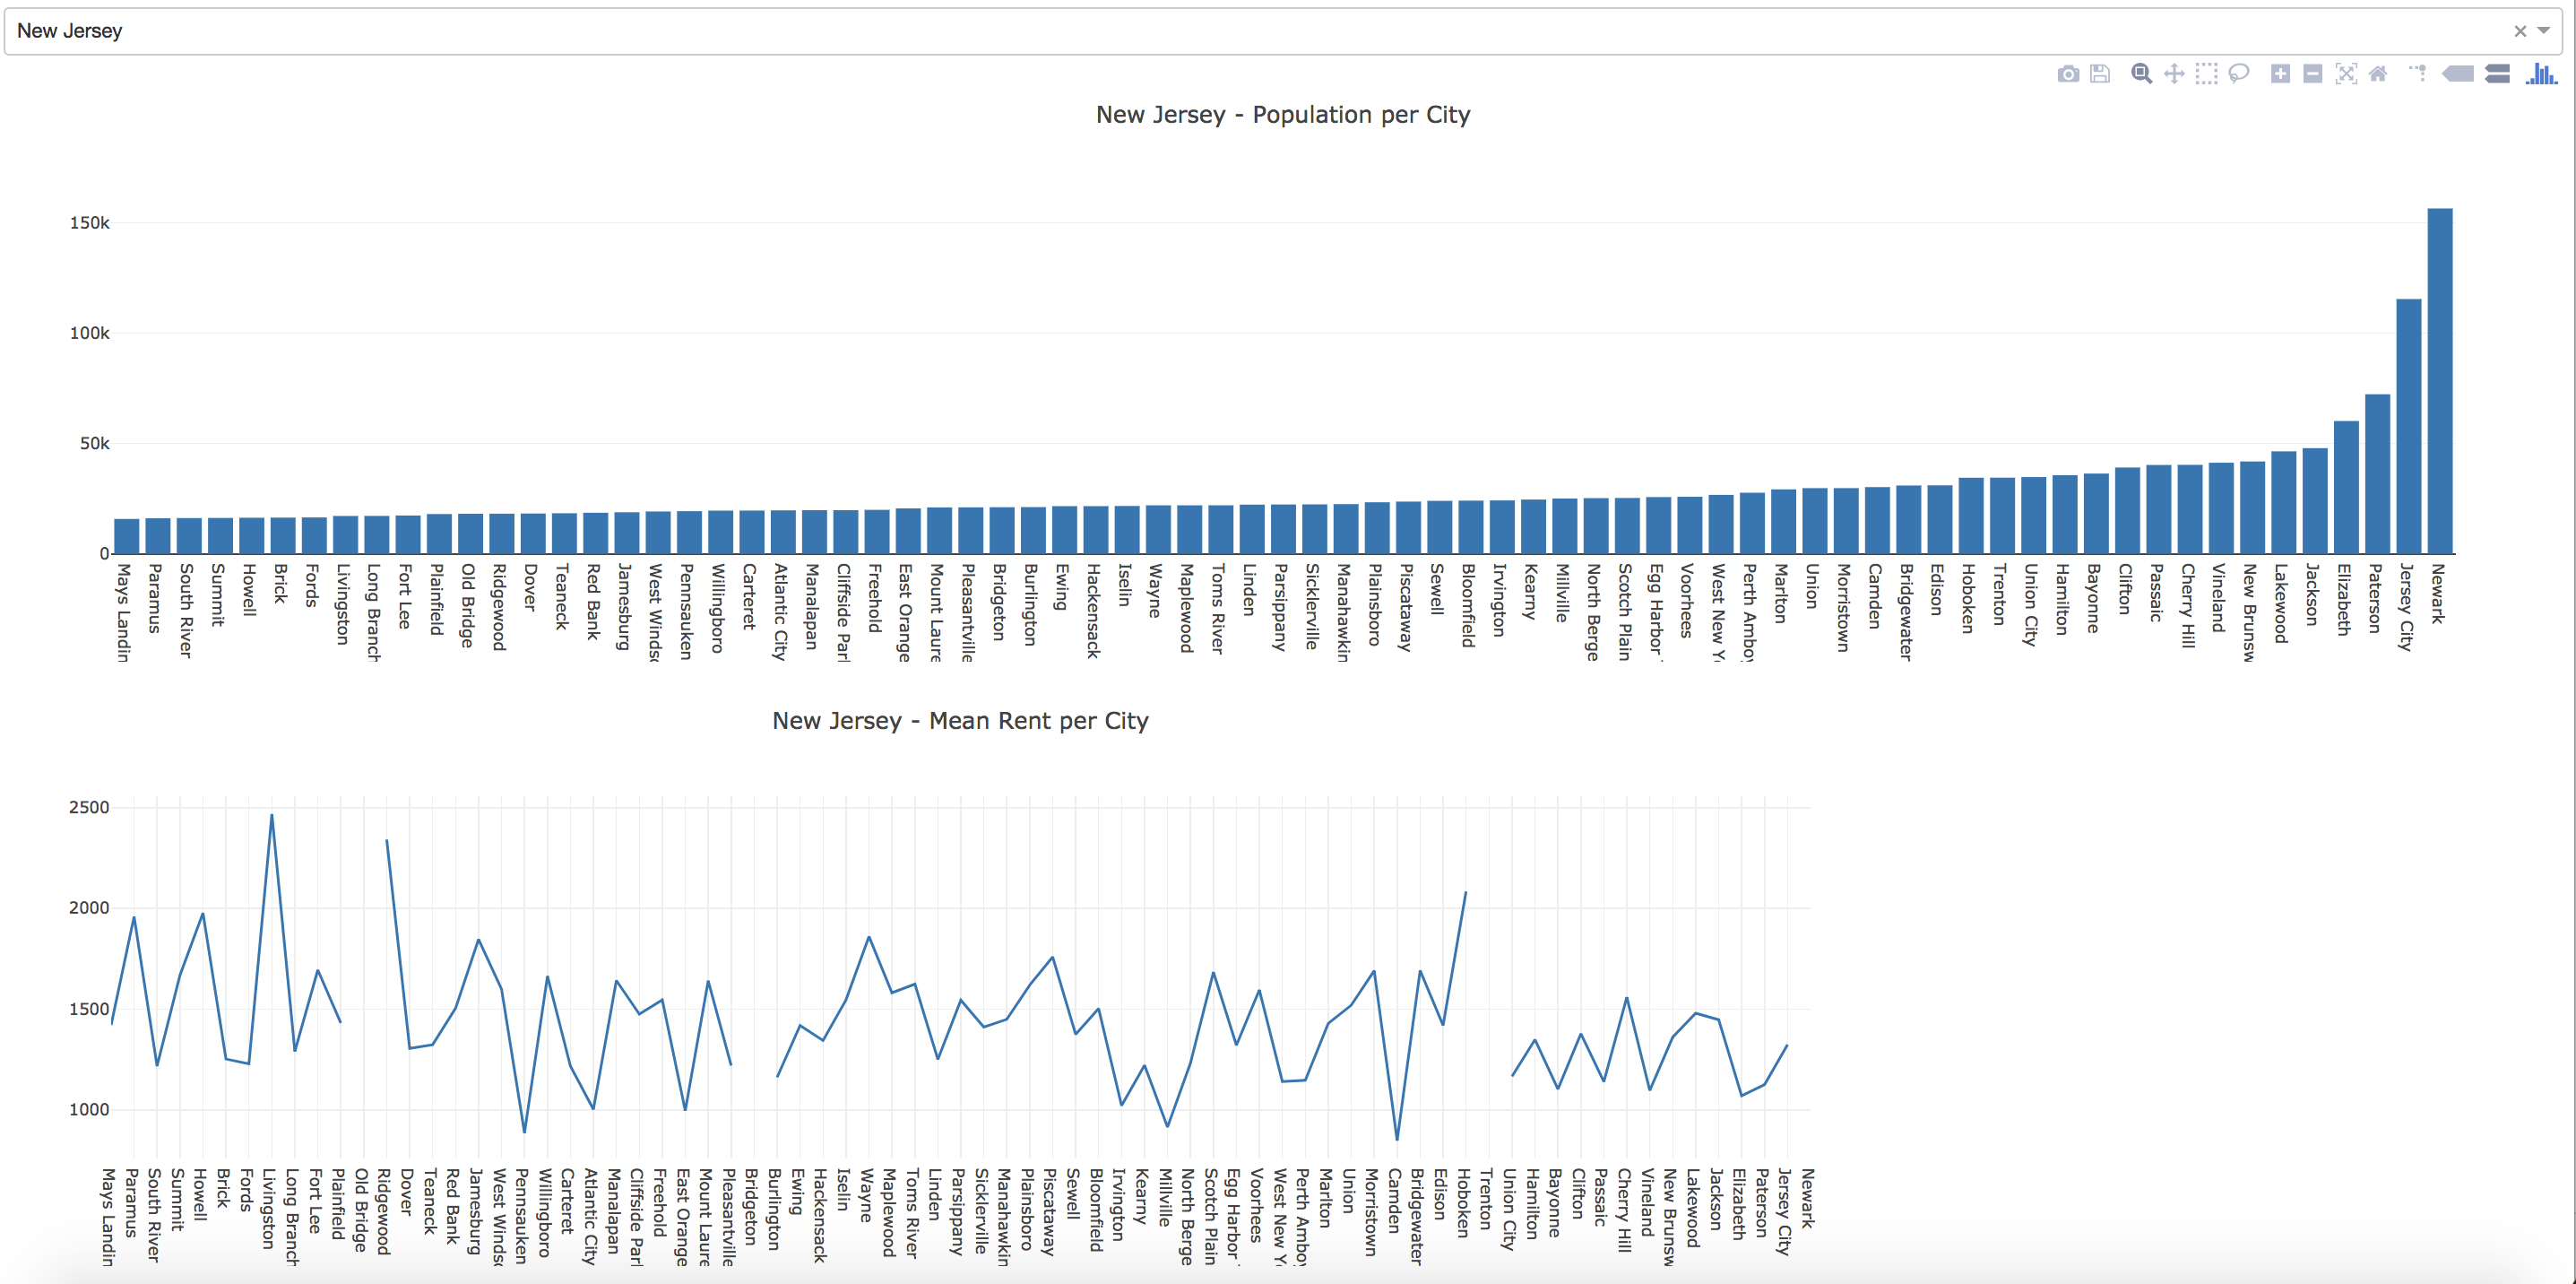 New Jersey
New Jersey - Population per City
150k
100k
50k
0
Mays Landin
Paramus
South River
Summit
Howell
Brick
Fords
Livingston
Long Branch
Fort Lee
Plainfield
Old Bridge
Ridgewood
Dover
Teaneck
Red Bank
Jamesburg
West Windso
Pennsauken
Willingboro
Carteret
Atlantic City
Manalapan
Cliffside Parl
Freehold
East Orange
Mount Laure
Pleasantville
Bridgeton
Burlington
Ewing
Hackensack
Iselin
Wayne
Maplewood
Toms River
Linden
Parsippany
Sicklerville
Manahawkin
Plainsboro
Piscataway
Sewell
Bloomfield
Irvington
Kearny
Millville
North Berge
Scotch Plain
Egg Harbor
Voorhees
West New Y
Perth Amboy
Marlton
Union
Morristown
Camden
Bridgewater
Edison
Hoboken
Trenton
Union City
Hamilton
Bayonne
Clifton
Passaic
Cherry Hill
Vineland
New Brunsw
Lakewood
Jackson
Elizabeth
Paterson
Jersey City
Newark
New Jersey - Mean Rent per City
2500
2000
1500
1000
Mays Landin
Paramus
South River
Summit
Howell
Brick
Fords
Livingston
Long Branch
Fort Lee
Plainfield
Old Bridge
Ridgewood
Dover
Teaneck
Red Bank
Jamesburg
West Windso
Pennsauken
Willingboro
Carteret
Atlantic City
Manalapan
Cliffside Parl
Freehold
East Orange
Mount Laure
Pleasantville
Bridgeton
Burlington
Ewing
Hackensack
Iselin
Wayne
Maplewood
Toms River
Linden
Parsippany
Sicklerville
Manahawkin
Plainsboro
Piscataway
Sewell
Bloomfield
Irvington
Kearny
Millville
North Berge
Scotch Plain
Egg Harbor
Voorhees
West New Y
Perth Amboy
Marlton
Union
Morristown
Camden
Bridgewater
Edison
Hoboken
Trenton
Union City
Hamilton
Bayonne
Clifton
Passaic
Cherry Hill
Vineland
New Brunsw
Lakewood
Jackson
Elizabeth
Paterson
Jersey City
Newark